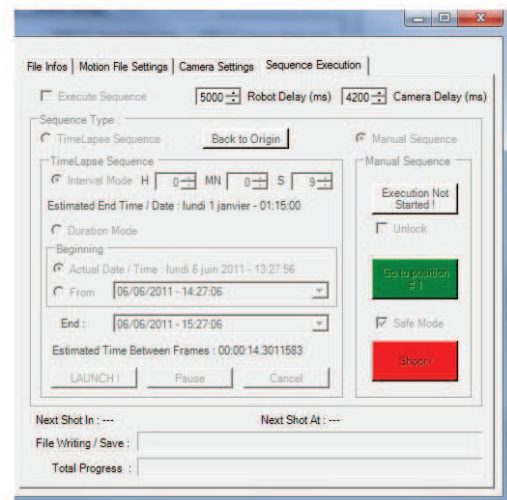 File Infos Motion File Settings Camera Settings Sequence Execution
Execute Sequence 5000 Robot Delay (ms) 4200 Camera Delay (ms)
Sequence Type :
TimeLapse Sequence Back to Origin Manual Sequence
TimeLapse Sequence Manual Sequence
Interval Mode H 0 MN 0 S 9
Execution Not
Started !
Estimated End Time / Date : lundi 1 janvier - 01:15:00
Duration Mode Unlock
Beginning
Actual Date / Time : lundi 6 juin 2011 - 13:27:56
Go to position
# 1
From 06/06/2011 - 14:27:06
End : 06/06/2011 - 15:27:06 Safe Mode
Estimated Time Between Frames : 00:00:14.3011583
Shoot !
LAUNCH ! Pause Cancel
Next Shot In : --- Next Shot At : ---
File Writing / Save :
Total Progress :